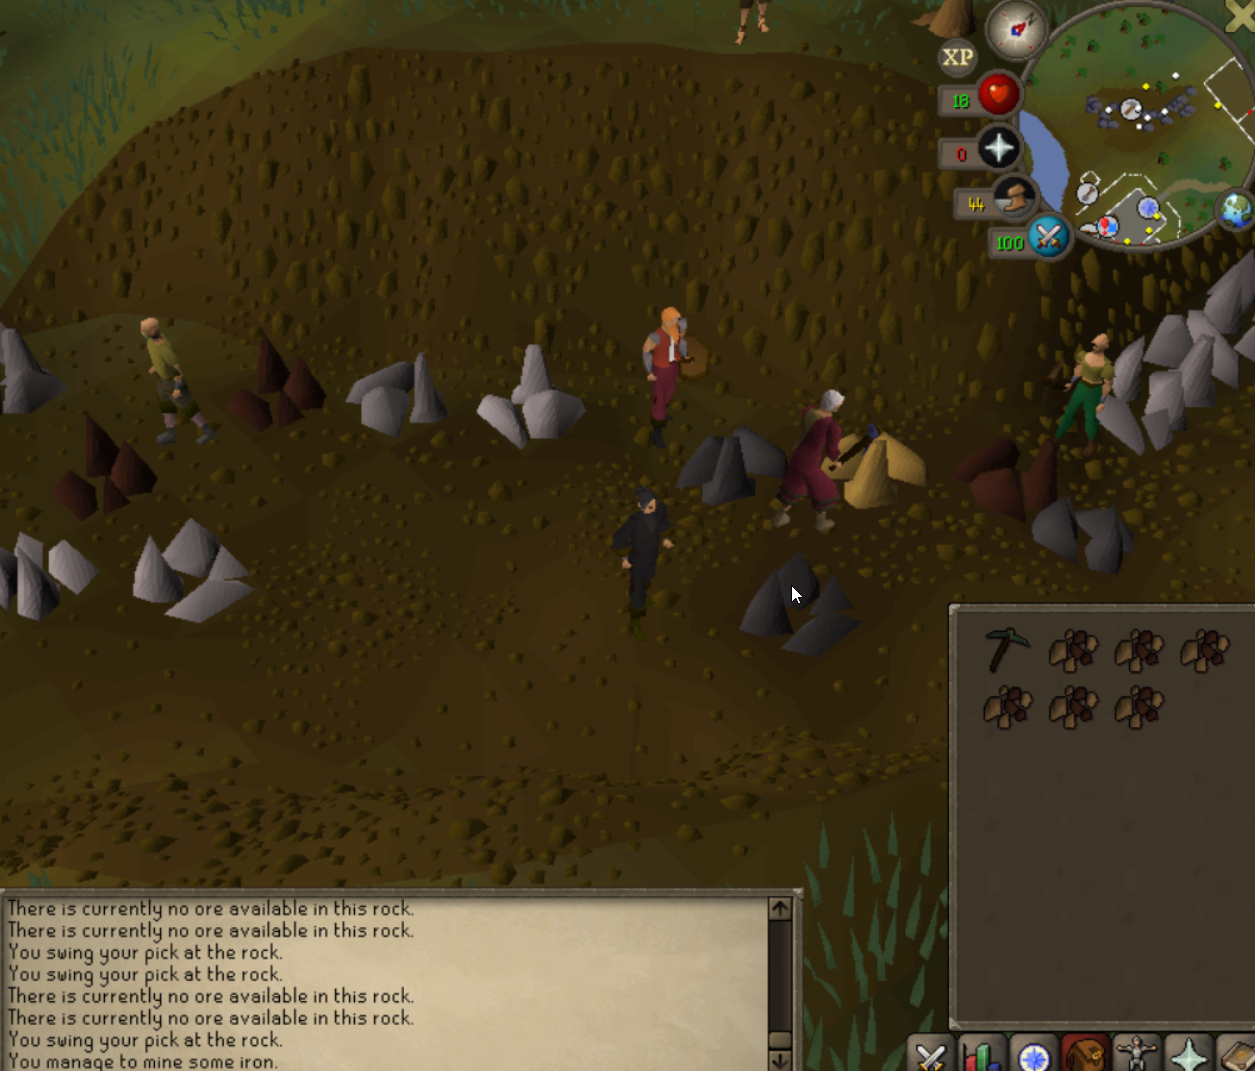 XP
18
0
44
100
There is currently no ore available in this rock.
There is currently no ore available in this rock.
You swing your pick at the rock.
You swing your pick at the rock.
There is currently no ore available in this rock.
There is currently no ore available in this rock.
You swing your pick at the rock.
You manage to mine some iron.